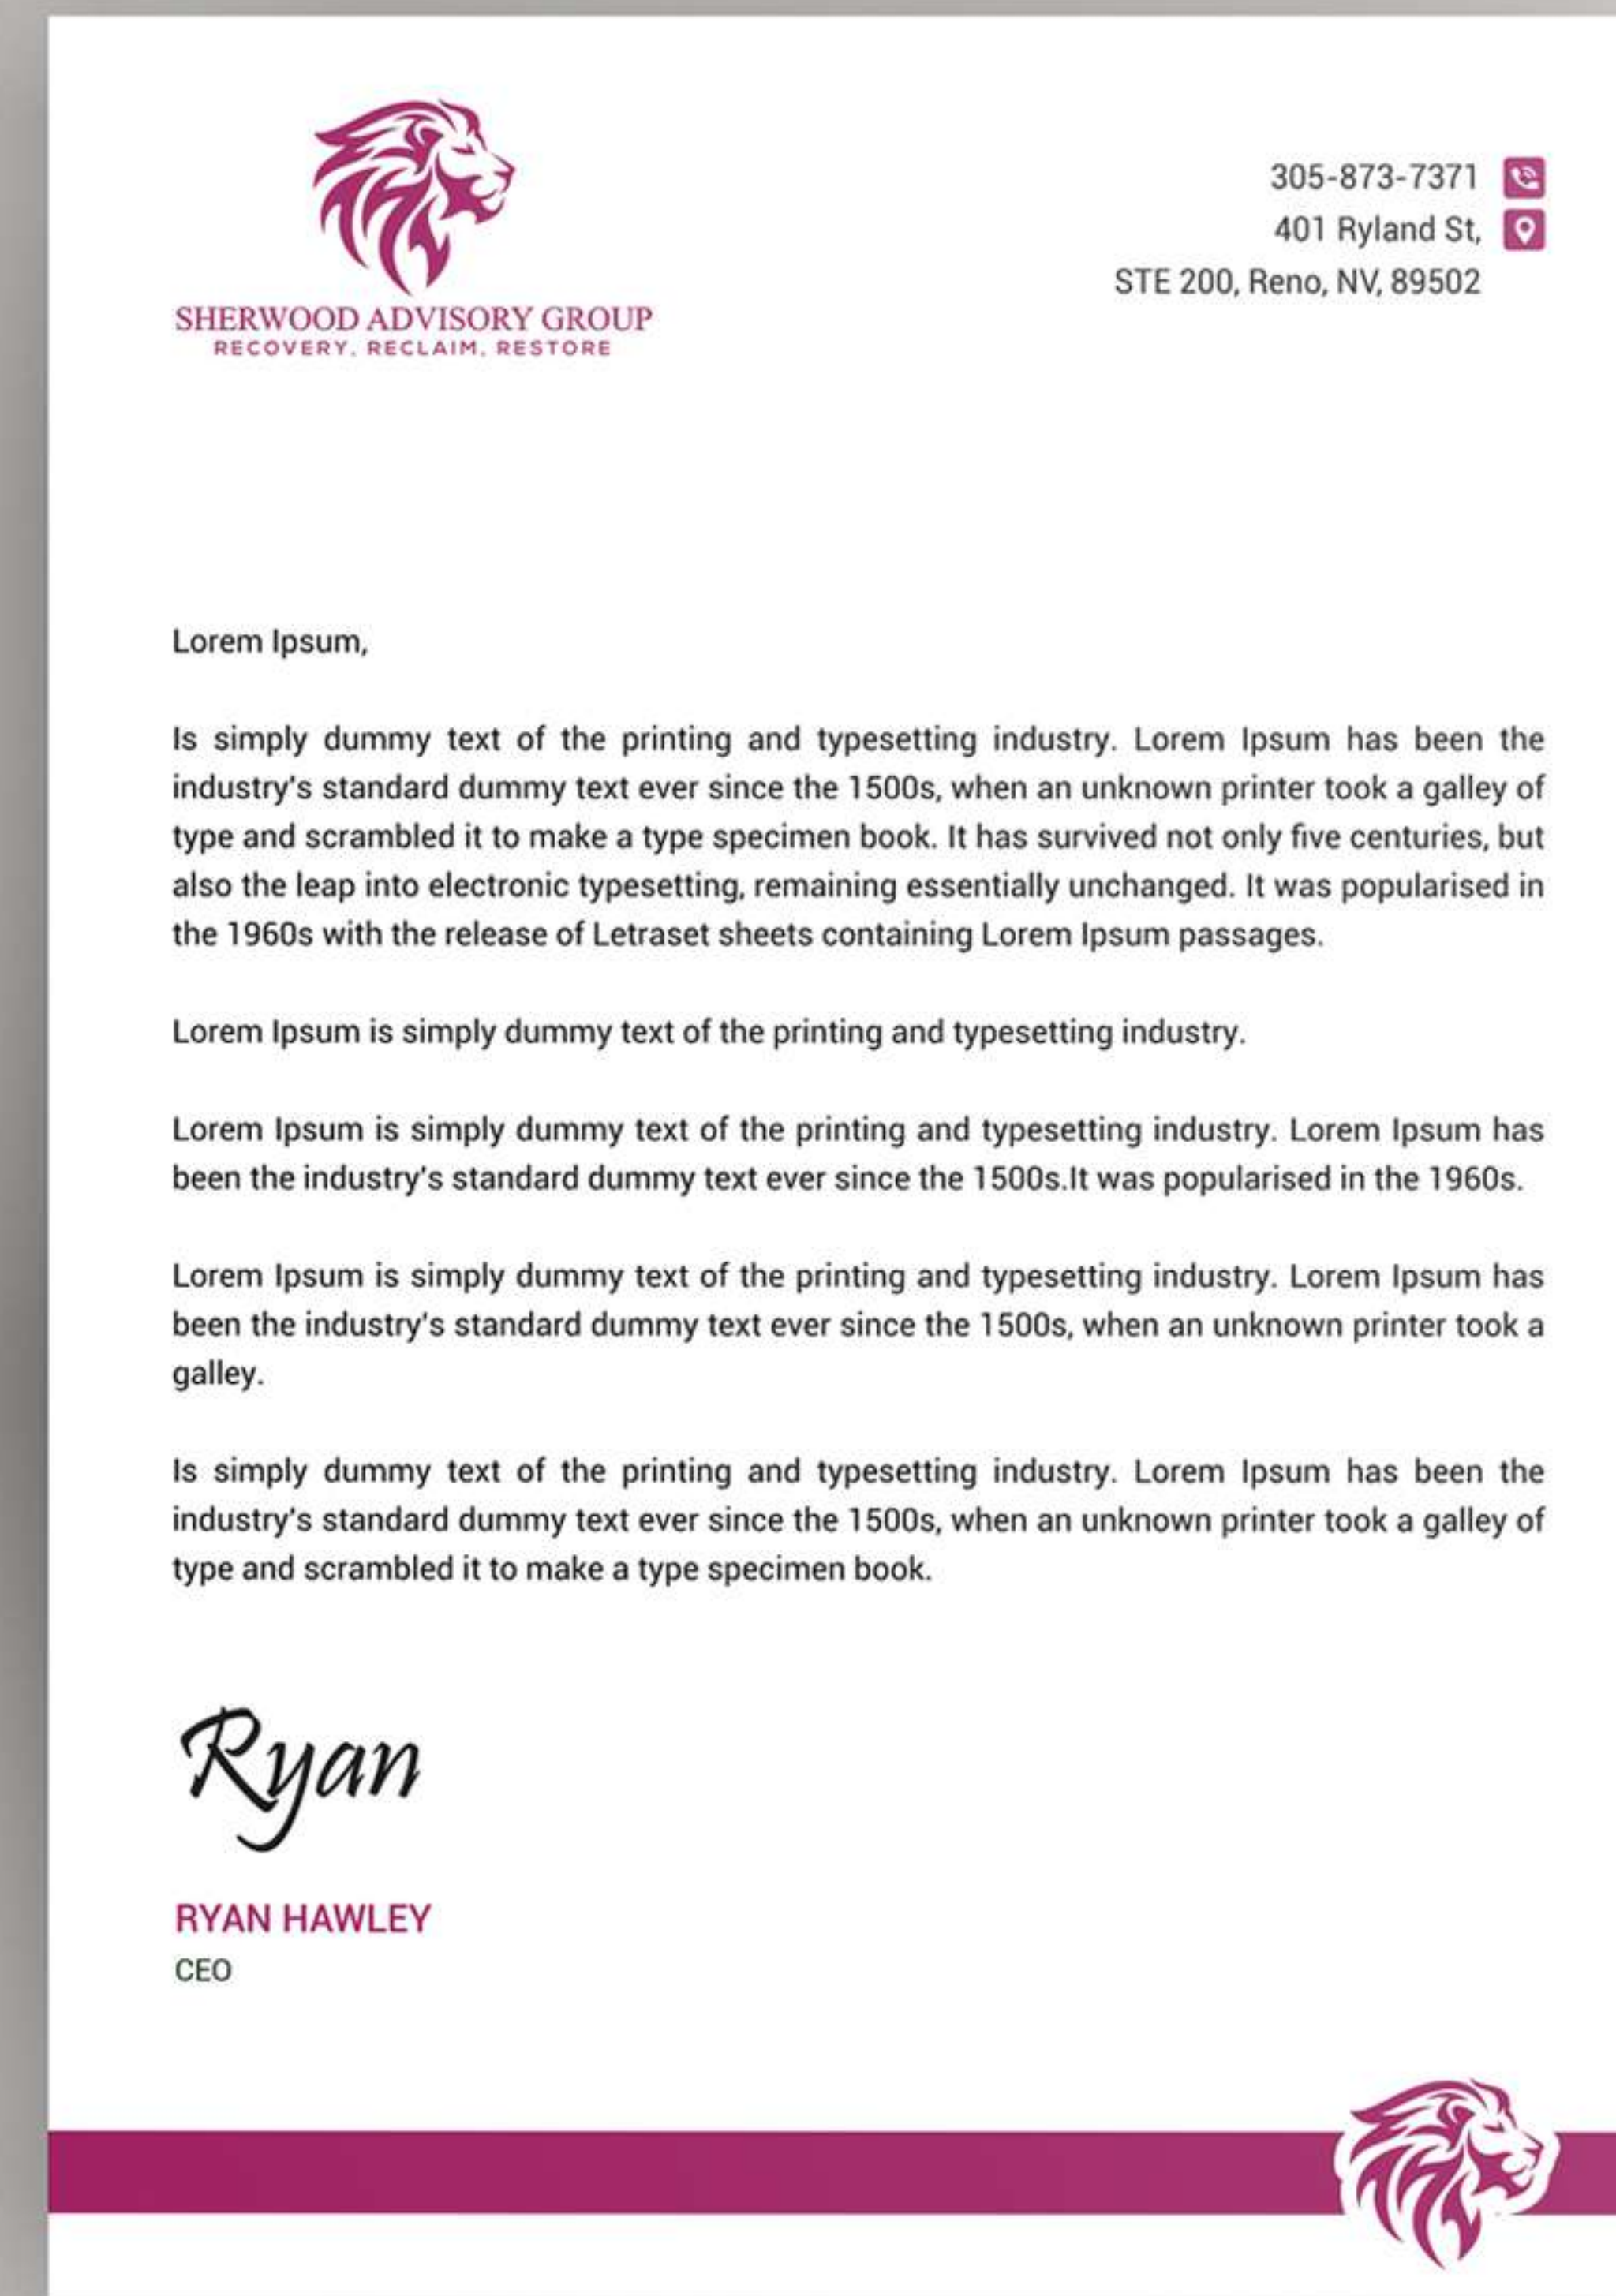 SHERWOOD ADVISORY GROUP
RECOVERY, RECLAIM, RESTORE
305-873-7371
401 Ryland St,
STE 200, Reno, NV, 89502
Lorem Ipsum,
Is simply dummy text of the printing and typesetting industry. Lorem Ipsum has been the
industry's standard dummy text ever since the 1500s, when an unknown printer took a galley of
type and scrambled it to make a type specimen book. It has survived not only five centuries, but
also the leap into electronic typesetting, remaining essentially unchanged. It was popularised in
the 1960s with the release of Letraset sheets containing Lorem Ipsum passages.
Lorem Ipsum is simply dummy text of the printing and typesetting industry.
Lorem Ipsum is simply dummy text of the printing and typesetting industry. Lorem Ipsum has
been the industry's standard dummy text ever since the 1500s.It was popularised in the 1960s.
Lorem Ipsum is simply dummy text of the printing and typesetting industry. Lorem Ipsum has
been the industry's standard dummy text ever since the 1500s, when an unknown printer took a
galley.
Is simply dummy text of the printing and typesetting industry. Lorem Ipsum has been the
industry's standard dummy text ever since the 1500s, when an unknown printer took a galley of
type and scrambled it to make a type specimen book.
Ryan
RYAN HAWLEY
CEO